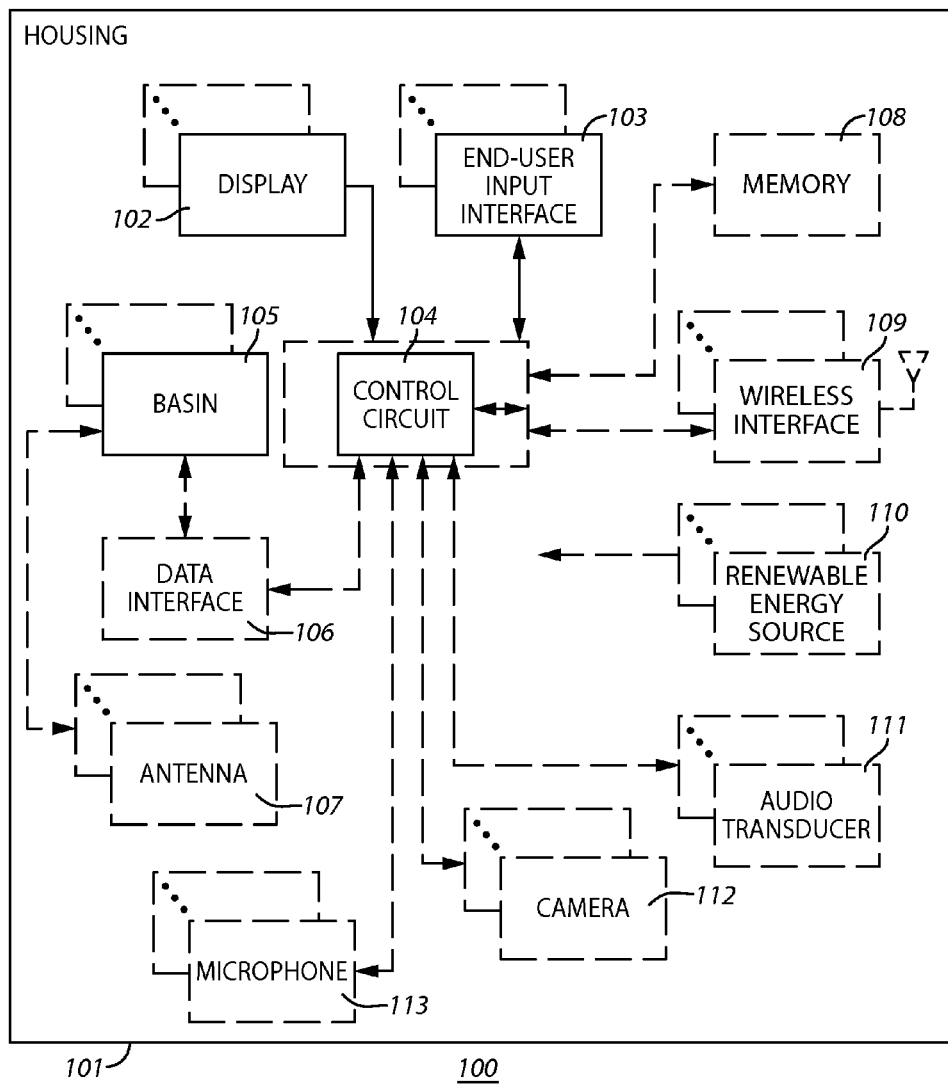 HOUSING
DISPLAY
102
END-USER
INPUT
INTERFACE
103
MEMORY
108
BASIN
105
CONTROL
CIRCUIT
104
WIRELESS
INTERFACE
109
DATA
INTERFACE
106
RENEWABLE
ENERGY
SOURCE
110
ANTENNA
107
AUDIO
TRANSDUCER
111
CAMERA
112
MICROPHONE
113
101
100